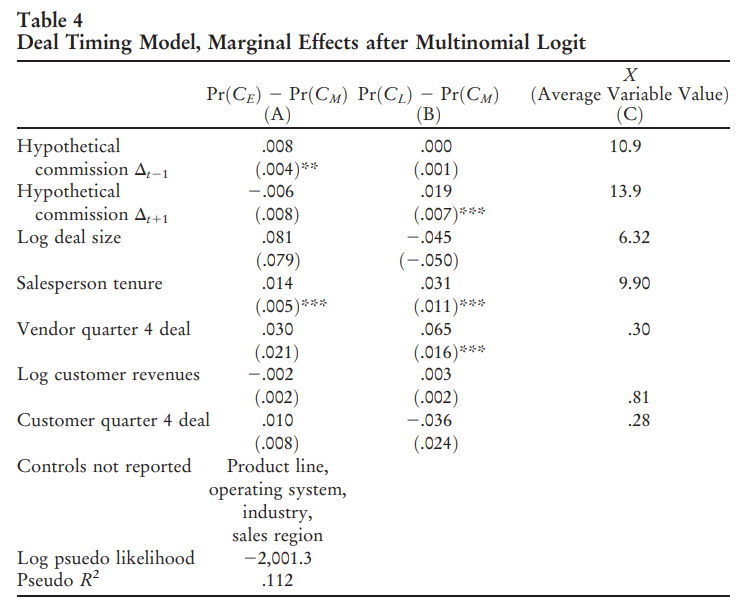 Table 4
Deal Timing Model, Marginal Effects after Multinomial Logit
X
Pr(C_E) − Pr(C_M) Pr(C_L) − Pr(C_M) (Average Variable Value)
(A) (B) (C)
Hypothetical .008 .000 10.9
commission Δ_{t−1} (.004)** (.001)
Hypothetical −.006 .019 13.9
commission Δ_{t+1} (.008) (.007)***
Log deal size .081 −.045 6.32
(.079) (−.050)
Salesperson tenure .014 .031 9.90
(.005)*** (.011)***
Vendor quarter 4 deal .030 .065 .30
(.021) (.016)***
Log customer revenues −.002 .003
(.002) (.002) .81
Customer quarter 4 deal .010 −.036 .28
(.008) (.024)
Controls not reported Product line,
operating system,
industry,
sales region
Log psuedo likelihood −2,001.3
Pseudo R² .112